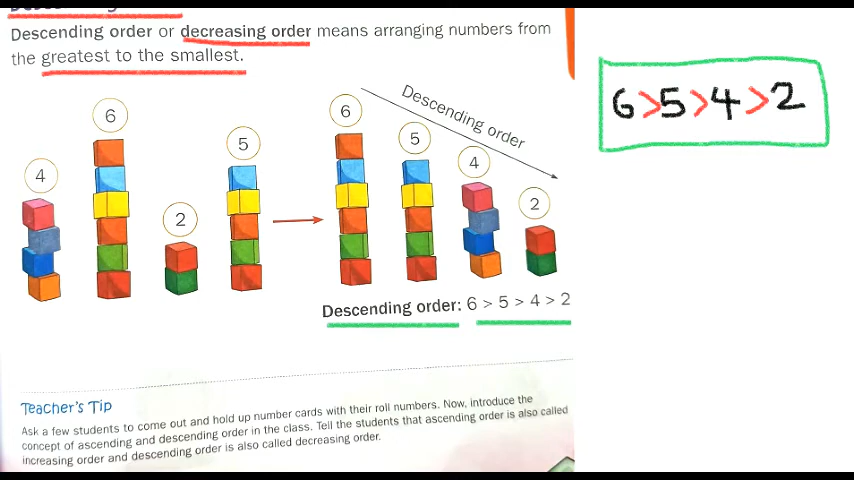 Descending order or decreasing order means arranging numbers from
the greatest to the smallest.
6 > 5 > 4 > 2
4
6
2
5
6
5
4
2
Descending order
Descending order: 6 > 5 > 4 > 2
Teacher's Tip
Ask a few students to come out and hold up number cards with their roll numbers. Now, introduce the
concept of ascending and descending order in the class. Tell the students that ascending order is also called
increasing order and descending order is also called decreasing order.